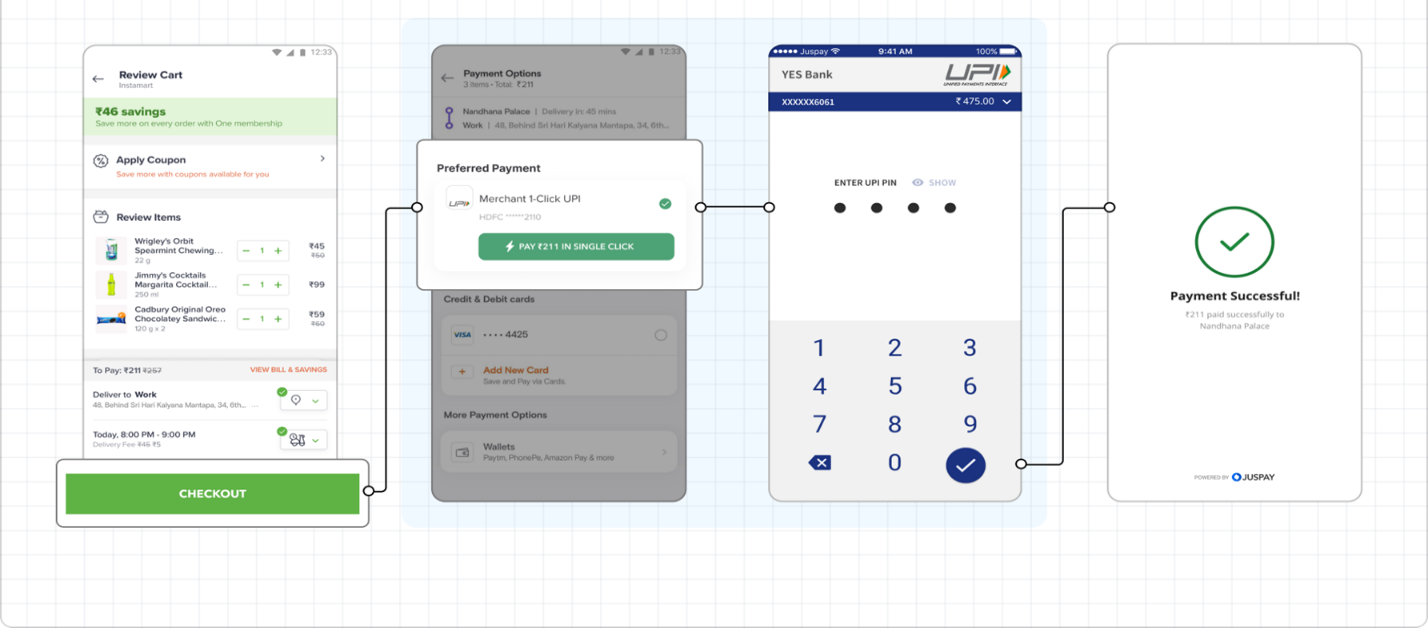 12:33
Review Cart
Instamart
₹46 savings
Save more on every order with One membership
Apply Coupon
Save more with coupons available for you
Review Items
Wrigley's Orbit
Spearmint Chewing...
22 g
− 1 +
₹45
₹50
Jimmy's Cocktails
Margarita Cocktail...
250 ml
− 1 +
₹99
Cadbury Original Oreo
Chocolatey Sandwic...
120 g x 2
− 1 +
₹59
₹60
To Pay: ₹211 ₹257
VIEW BILL & SAVINGS
Deliver to Work
48, Behind Sri Hari Kalyana Mantapa, 34, 6th... ...
Today, 8:00 PM - 9:00 PM
Delivery Fee ₹46 ₹5
CHECKOUT
12:33
Payment Options
3 items • Total: ₹211
Nandhana Palace | Delivery In: 45 mins
Work | 48, Behind Sri Hari Kalyana Mantapa, 34, 6th...
Preferred Payment
UPI
Merchant 1-Click UPI
HDFC ******2110
PAY ₹211 IN SINGLE CLICK
Credit & Debit cards
VISA
•••• 4425
+
Add New Card
Save and Pay via Cards.
More Payment Options
Wallets
Paytm, PhonePe, Amazon Pay & more
●●●●● Juspay
9:41 AM
100%
YES Bank
UPI
UNIFIED PAYMENTS INTERFACE
XXXXXX6061
₹ 475.00
ENTER UPI PIN
SHOW
1 2 3
4 5 6
7 8 9
0
Payment Successful!
₹211 paid successfully to
Nandhana Palace
POWERED BY JUSPAY